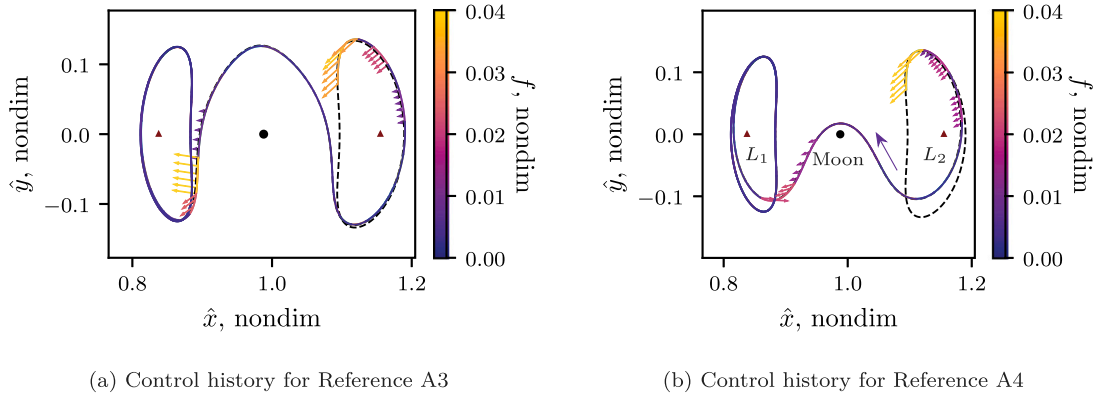 0.1
0.0
−0.1
ŷ, nondim
0.8
1.0
1.2
x̂, nondim
0.04
0.03
0.02
0.01
0.00
f, nondim
(a) Control history for Reference A3
0.1
0.0
−0.1
ŷ, nondim
L1
Moon
L2
0.8
1.0
1.2
x̂, nondim
0.04
0.03
0.02
0.01
0.00
f, nondim
(b) Control history for Reference A4